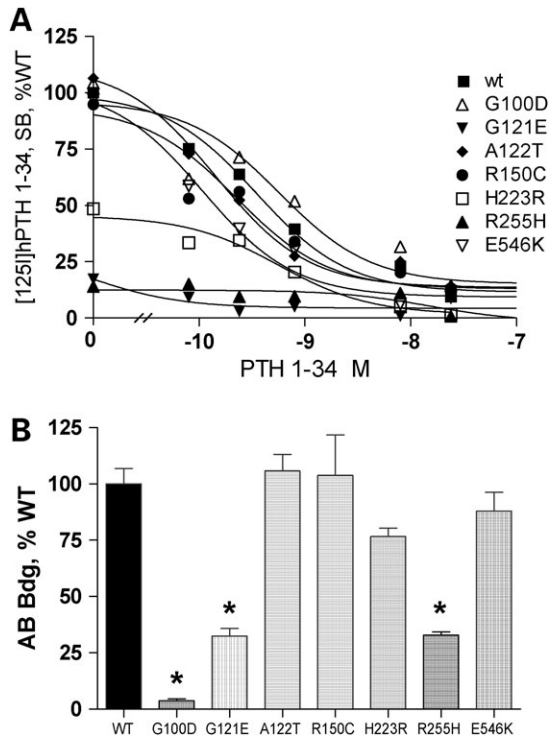 A
[125I]hPTH 1-34, SB, %WT
125
100
75
50
25
0
0
-10
-9
-8
-7
PTH 1-34 M
wt
G100D
G121E
A122T
R150C
H223R
R255H
E546K
B
AB Bdg, % WT
125
100
75
50
25
0
*
*
*
WT
G100D
G121E
A122T
R150C
H223R
R255H
E546K